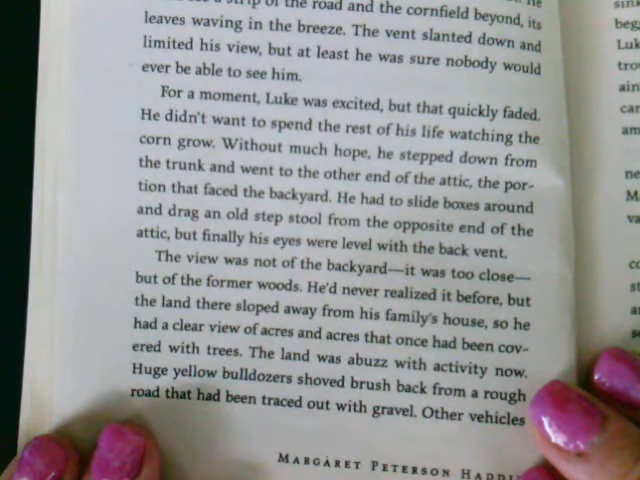 a strip of the road and the cornfield beyond, its
leaves waving in the breeze. The vent slanted down and
limited his view, but at least he was sure nobody would
ever be able to see him.
For a moment, Luke was excited, but that quickly faded.
He didn't want to spend the rest of his life watching the
corn grow. Without much hope, he stepped down from
the trunk and went to the other end of the attic, the por-
tion that faced the backyard. He had to slide boxes around
and drag an old step stool from the opposite end of the
attic, but finally his eyes were level with the back vent.
The view was not of the backyard—it was too close—
but of the former woods. He'd never realized it before, but
the land there sloped away from his family's house, so he
had a clear view of acres and acres that once had been cov-
ered with trees. The land was abuzz with activity now.
Huge yellow bulldozers shoved brush back from a rough
road that had been traced out with gravel. Other vehicles
MARGARET PETERSON